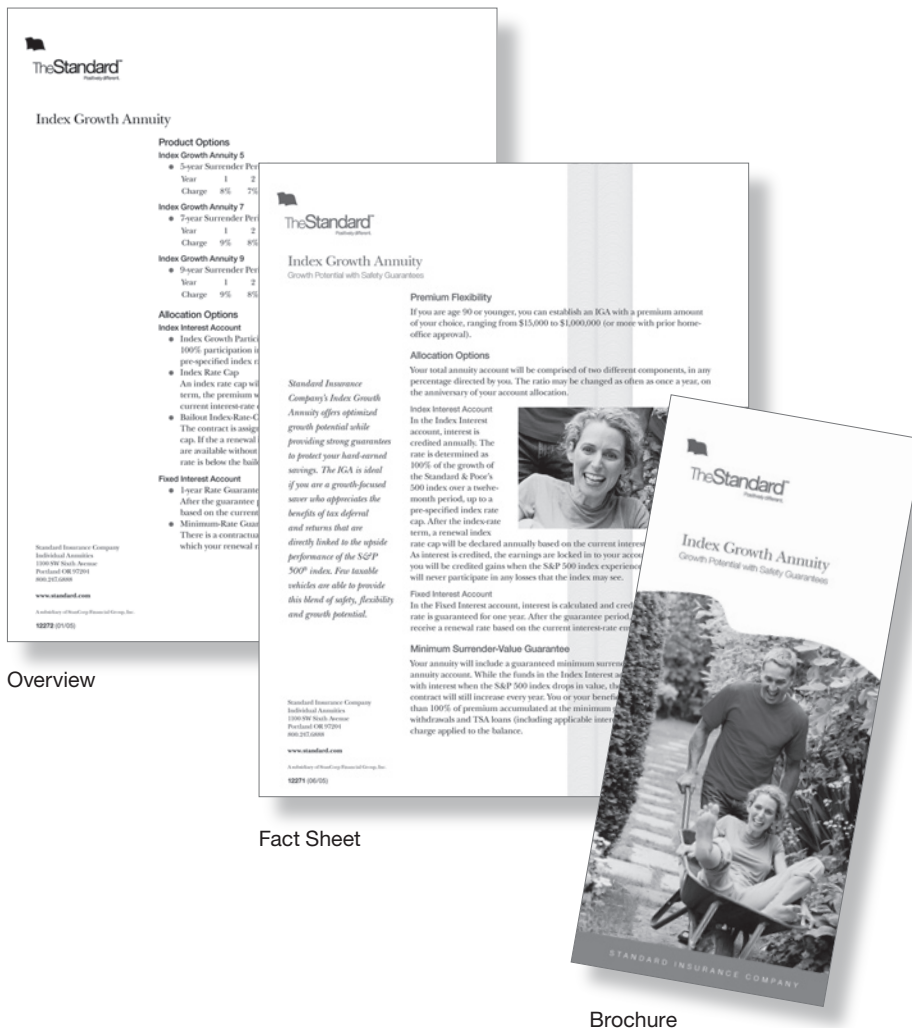 TheStandard™
Positively different.
Index Growth Annuity
Product Options
Index Growth Annuity 5
● 5-year Surrender Per
Year 1 2
Charge 8% 7%
Index Growth Annuity 7
● 7-year Surrender Peri
Year 1 2
Charge 9% 8%
Index Growth Annuity 9
● 9-year Surrender Per
Year 1 2
Charge 9% 8%
Allocation Options
Index Interest Account
● Index Growth Partici
100% participation i
pre-specified index r
● Index Rate Cap
An index rate cap wil
term, the premium w
current interest-rate
● Bailout Index-Rate-C
The contract is assig
cap. If the a renewal
are available without
rate is below the bail
Fixed Interest Account
● 1-year Rate Guarante
After the guarantee p
based on the current
● Minimum-Rate Guar
There is a contractua
which your renewal r
Standard Insurance Company
Individual Annuities
1100 SW Sixth Avenue
Portland OR 97204
800.247.6888
www.standard.com
A subsidiary of StanCorp Financial Group, Inc.
12272 (01/05)
Overview
TheStandard™
Positively different.
Index Growth Annuity
Growth Potential with Safety Guarantees
Standard Insurance
Company's Index Growth
Annuity offers optimized
growth potential while
providing strong guarantees
to protect your hard-earned
savings. The IGA is ideal
if you are a growth-focused
saver who appreciates the
benefits of tax deferral
and returns that are
directly linked to the upside
performance of the S&P
500® index. Few taxable
vehicles are able to provide
this blend of safety, flexibility
and growth potential.
Premium Flexibility
If you are age 90 or younger, you can establish an IGA with a premium amount
of your choice, ranging from $15,000 to $1,000,000 (or more with prior home-
office approval).
Allocation Options
Your total annuity account will be comprised of two different components, in any
percentage directed by you. The ratio may be changed as often as once a year, on
the anniversary of your account allocation.
Index Interest Account
In the Index Interest
account, interest is
credited annually. The
rate is determined as
100% of the growth of
the Standard & Poor's
500 index over a twelve-
month period, up to a
pre-specified index rate
cap. After the index-rate
term, a renewal index
rate cap will be declared annually based on the current interes
As interest is credited, the earnings are locked in to your accou
you will be credited gains when the S&P 500 index experienc
will never participate in any losses that the index may see.
Fixed Interest Account
In the Fixed Interest account, interest is calculated and cred
rate is guaranteed for one year. After the guarantee period,
receive a renewal rate based on the current interest-rate en
Minimum Surrender-Value Guarantee
Your annuity will include a guaranteed minimum surren
annuity account. While the funds in the Index Interest a
with interest when the S&P 500 index drops in value, th
contract will still increase every year. You or your benefi
than 100% of premium accumulated at the minimum
withdrawals and TSA loans (including applicable inter
charge applied to the balance.
Standard Insurance Company
Individual Annuities
1100 SW Sixth Avenue
Portland OR 97204
800.247.6888
www.standard.com
A subsidiary of StanCorp Financial Group, Inc.
12271 (06/05)
Fact Sheet
TheStandard™
Positively different.
Index Growth Annuity
Growth Potential with Safety Guarantees
STANDARD INSURANCE COMPANY
Brochure